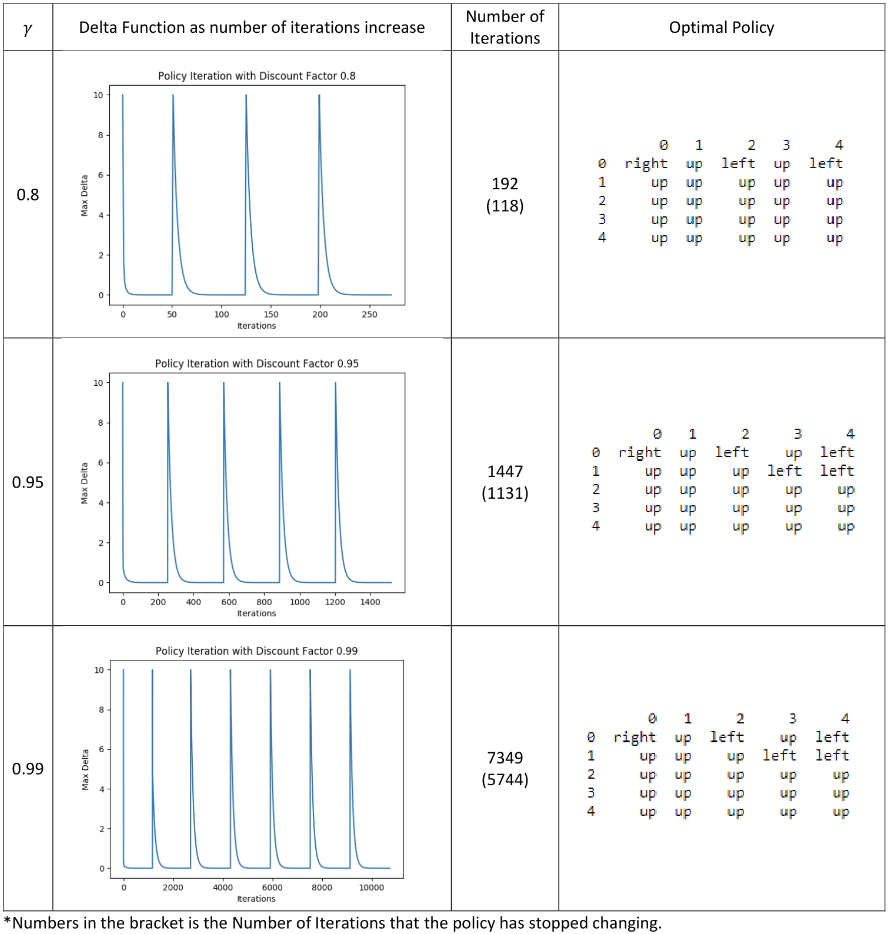 γ Delta Function as number of iterations increase Number of Iterations Optimal Policy
0.8
Policy Iteration with Discount Factor 0.8
Max Delta
10
8
6
4
2
0
0 50 100 150 200 250
Iterations
192
(118)
0 1 2 3 4
0 right up left up left
1 up up up up up
2 up up up up up
3 up up up up up
4 up up up up up
0.95
Policy Iteration with Discount Factor 0.95
Max Delta
10
8
6
4
2
0
0 200 400 600 800 1000 1200 1400
Iterations
1447
(1131)
0 1 2 3 4
0 right up left up left
1 up up up left left
2 up up up up up
3 up up up up up
4 up up up up up
0.99
Policy Iteration with Discount Factor 0.99
Max Delta
10
8
6
4
2
0
0 2000 4000 6000 8000 10000
Iterations
7349
(5744)
0 1 2 3 4
0 right up left up left
1 up up up left left
2 up up up up up
3 up up up up up
4 up up up up up
*Numbers in the bracket is the Number of Iterations that the policy has stopped changing.